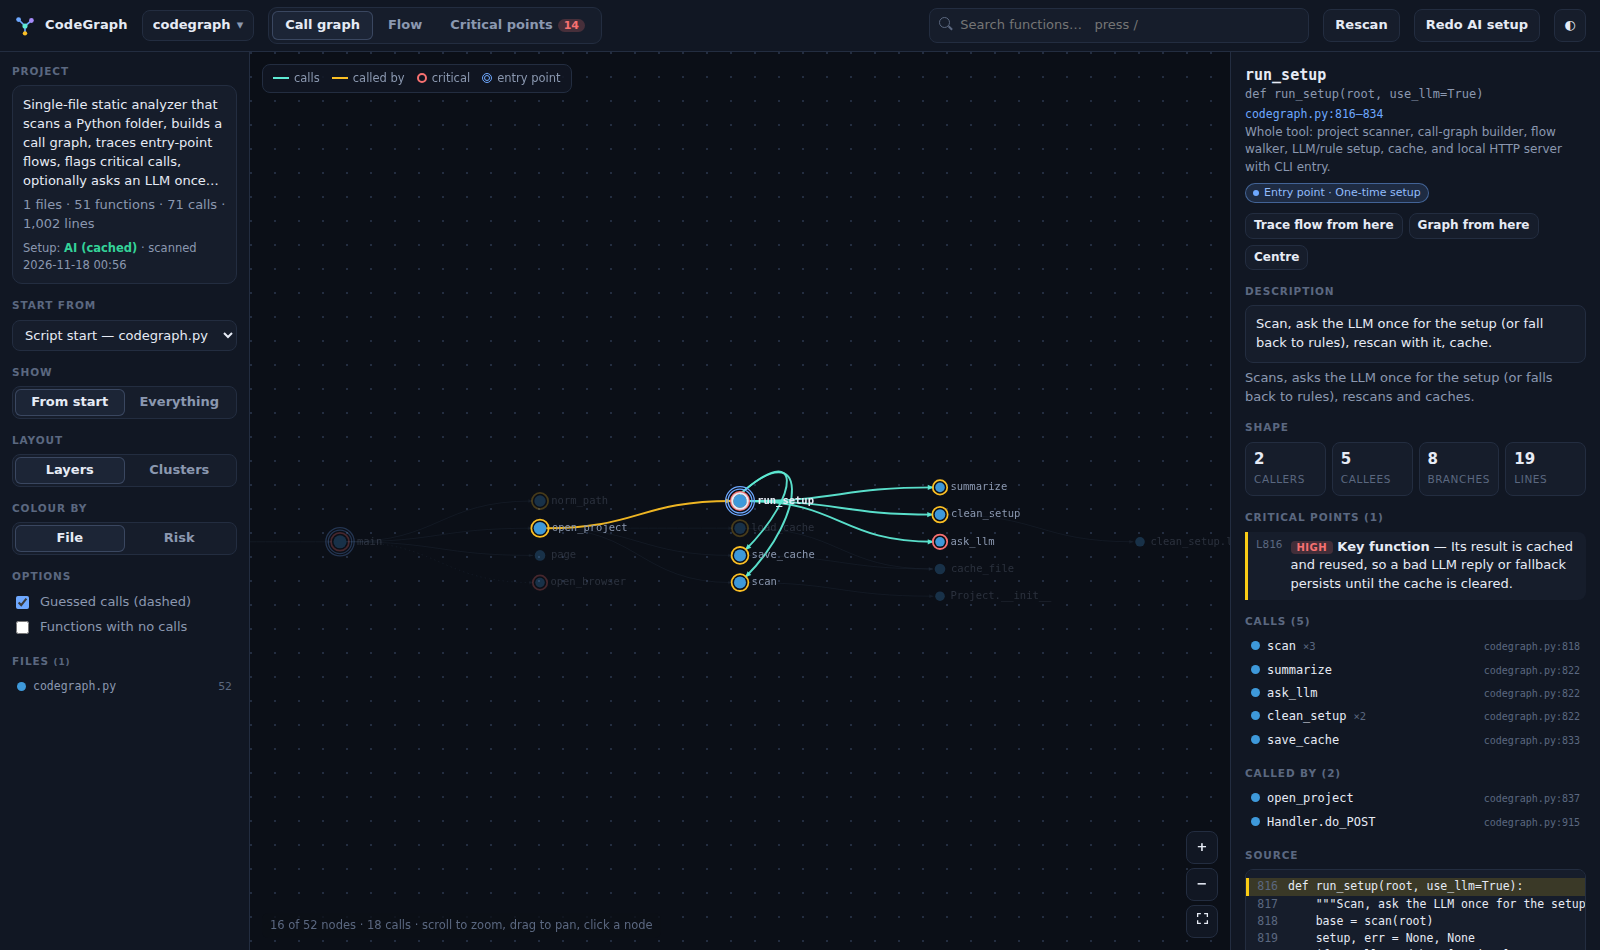 CodeGraph
codegraph ▾
Call graph
Flow
Critical points 14
Search functions… press /
Rescan
Redo AI setup
PROJECT
Single-file static analyzer that
scans a Python folder, builds a
call graph, traces entry-point
flows, flags critical calls,
optionally asks an LLM once…
1 files · 51 functions · 71 calls ·
1,002 lines
Setup: AI (cached) · scanned
2026-11-18 00:56
START FROM
Script start — codegraph.py
SHOW
From start
Everything
LAYOUT
Layers
Clusters
COLOUR BY
File
Risk
OPTIONS
Guessed calls (dashed)
Functions with no calls
FILES (1)
codegraph.py 52
calls
called by
critical
entry point
main
norm_path
open_project
page
open_browser
run_setup
load_cache
save_cache
scan
summarize
clean_setup
ask_llm
cache_file
Project.__init__
16 of 52 nodes · 18 calls · scroll to zoom, drag to pan, click a node
+
−
run_setup
def run_setup(root, use_llm=True)
codegraph.py:816–834
Whole tool: project scanner, call-graph builder, flow
walker, LLM/rule setup, cache, and local HTTP server
with CLI entry.
Entry point · One-time setup
Trace flow from here
Graph from here
Centre
DESCRIPTION
Scan, ask the LLM once for the setup (or fall
back to rules), rescan with it, cache.
Scans, asks the LLM once for the setup (or falls
back to rules), rescans and caches.
SHAPE
2 CALLERS
5 CALLEES
8 BRANCHES
19 LINES
CRITICAL POINTS (1)
L816 HIGH Key function — Its result is cached
and reused, so a bad LLM reply or fallback
persists until the cache is cleared.
CALLS (5)
scan ×3 codegraph.py:818
summarize codegraph.py:822
ask_llm codegraph.py:822
clean_setup ×2 codegraph.py:822
save_cache codegraph.py:833
CALLED BY (2)
open_project codegraph.py:837
Handler.do_POST codegraph.py:915
SOURCE
816 def run_setup(root, use_llm=True):
817 """Scan, ask the LLM once for the setup
818 base = scan(root)
819 setup, err = None, None